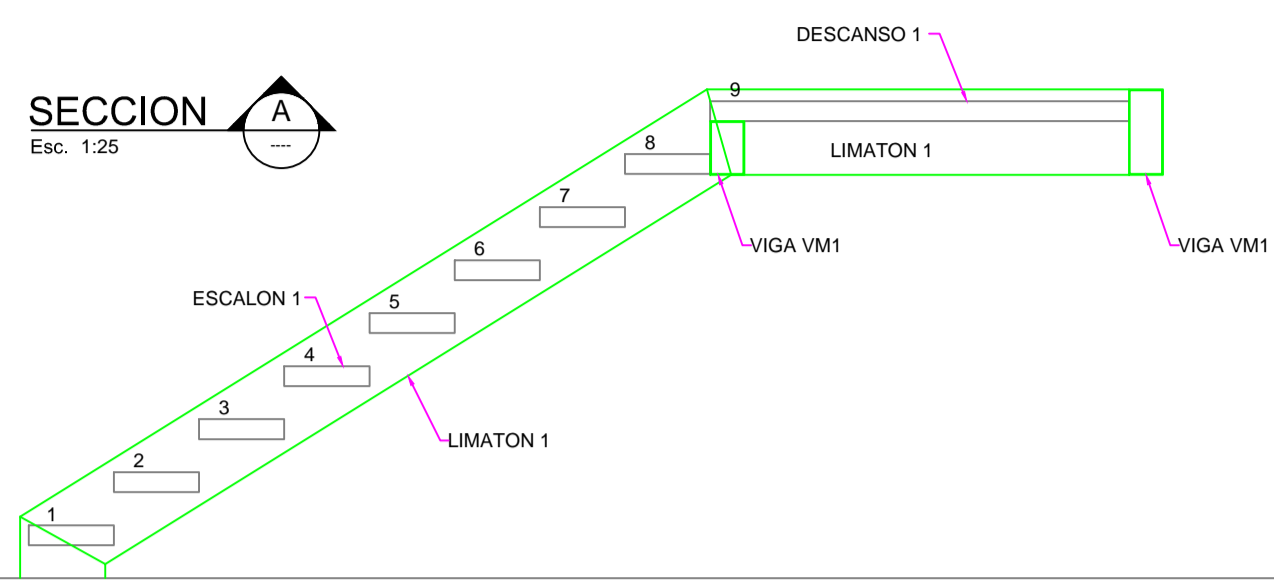 DESCANSO 1
SECCION
A
----
Esc. 1:25
9
8
LIMATON 1
7
VIGA VM1
VIGA VM1
6
ESCALON 1
5
4
3
LIMATON 1
2
1